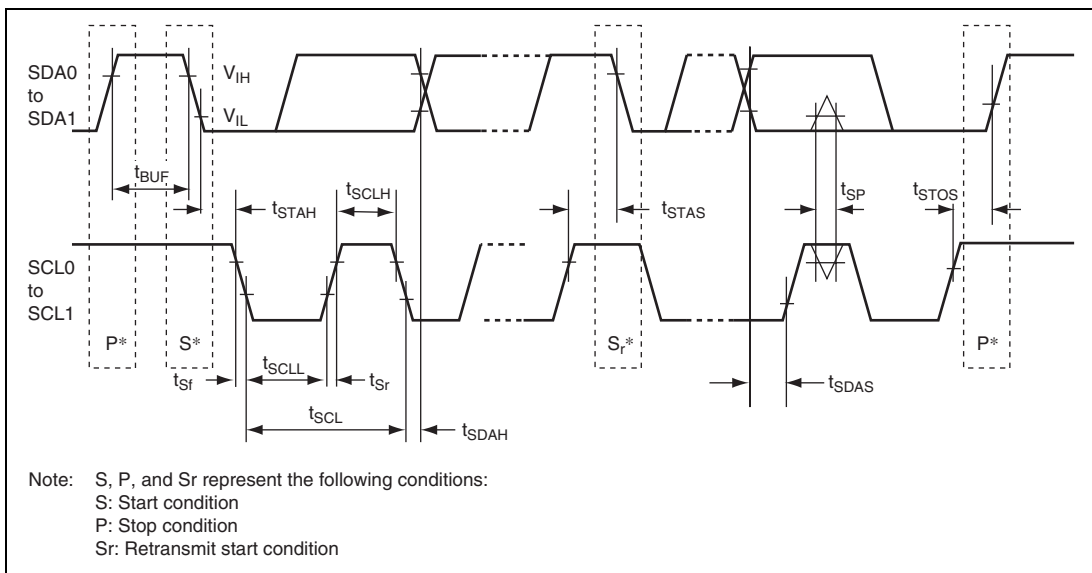 SDA0
to
SDA1
V_IH
V_IL
t_BUF
t_STAH
t_SCLH
t_STAS
t_SP
t_STOS
SCL0
to
SCL1
P*
S*
S_r*
P*
t_Sf
t_SCLL
t_Sr
t_SCL
t_SDAH
t_SDAS
Note: S, P, and Sr represent the following conditions:
S: Start condition
P: Stop condition
Sr: Retransmit start condition